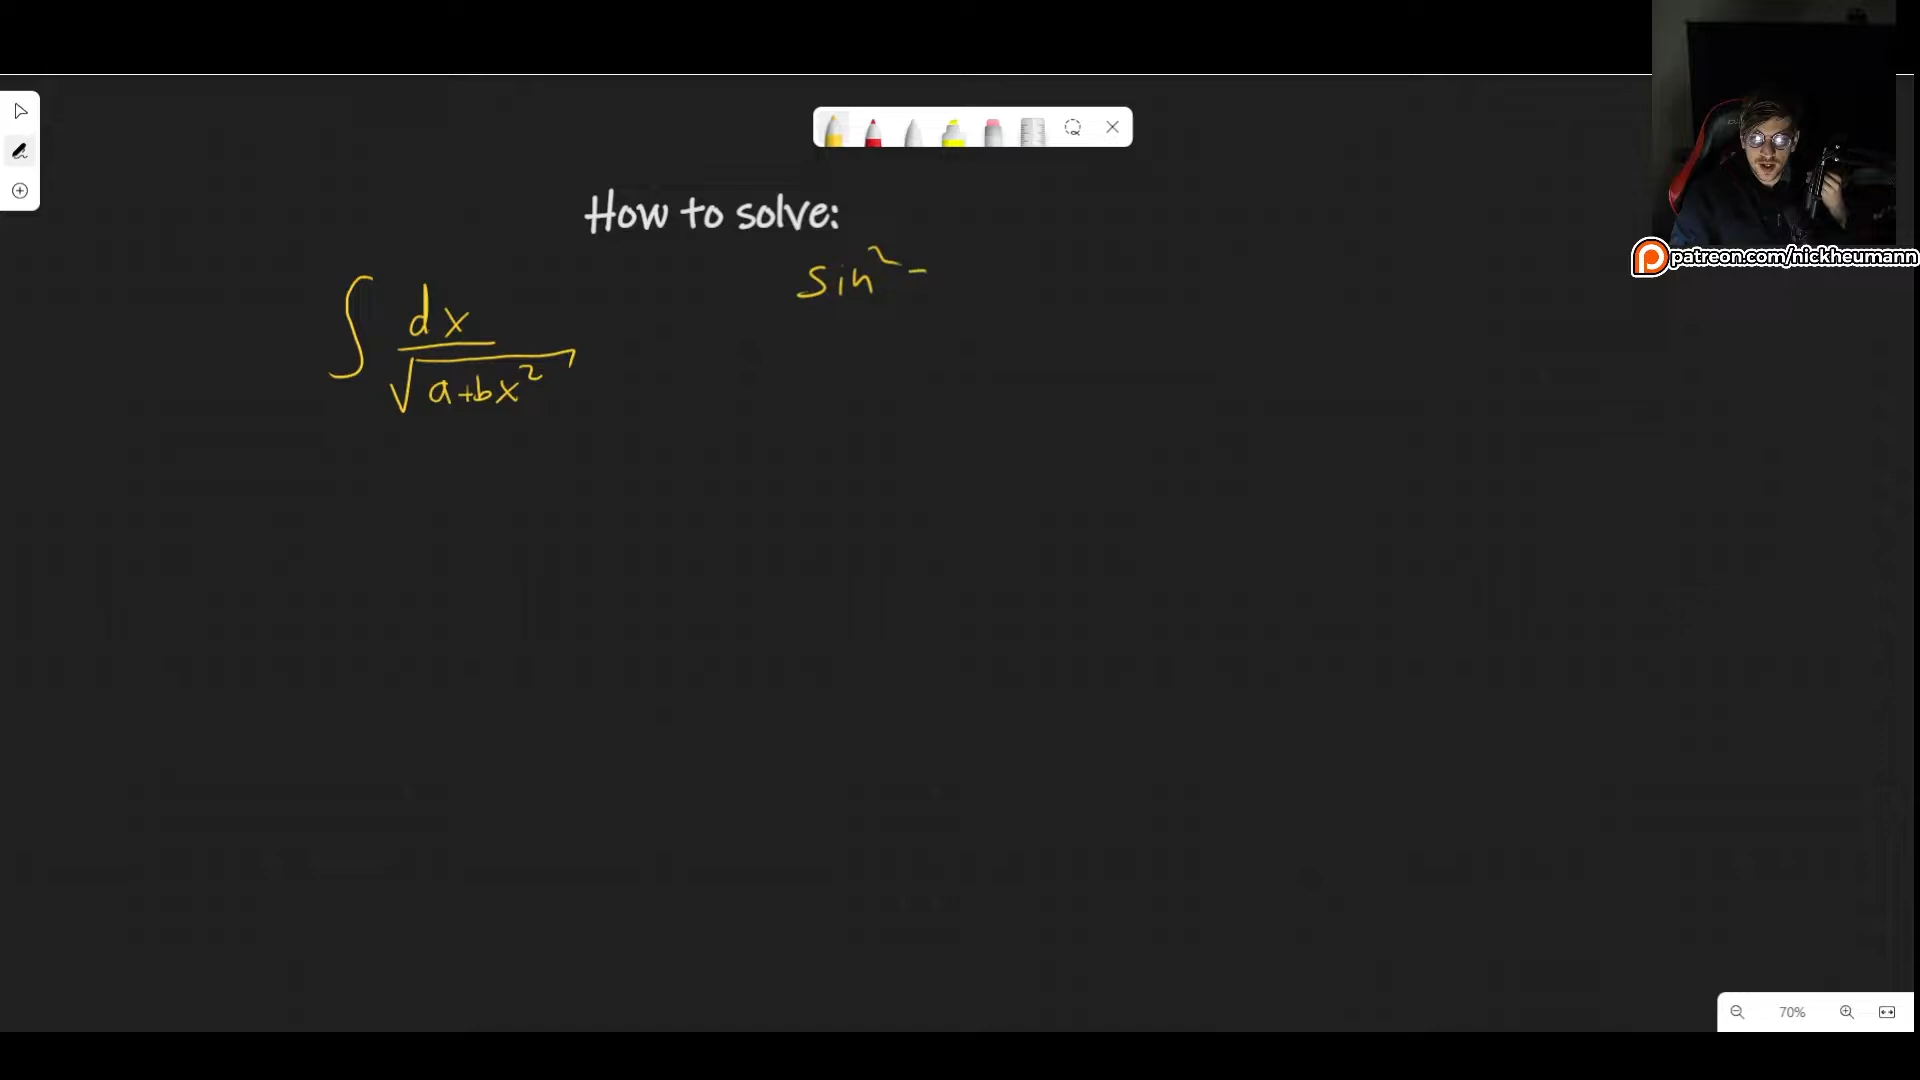 How to solve:
sin² -
∫ dx
√a+bx²
patreon.com/nickheumann
70%